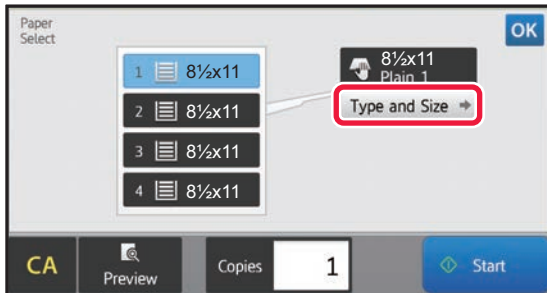 Paper
Select
OK
1 8½x11
2 8½x11
3 8½x11
4 8½x11
8½x11
Plain 1
Type and Size
CA
Preview
Copies
1
Start